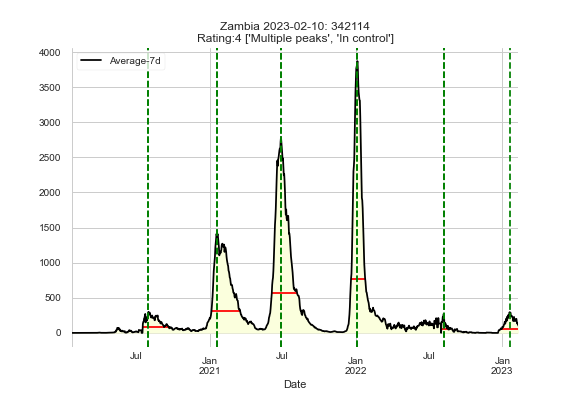 Zambia 2023-02-10: 342114
Rating:4 ['Multiple peaks', 'In control']
4000
Average-7d
3500
3000
2500
2000
1500
1000
500
0
Jul
Jan
2021
Jul
Jan
2022
Jul
Jan
2023
Date